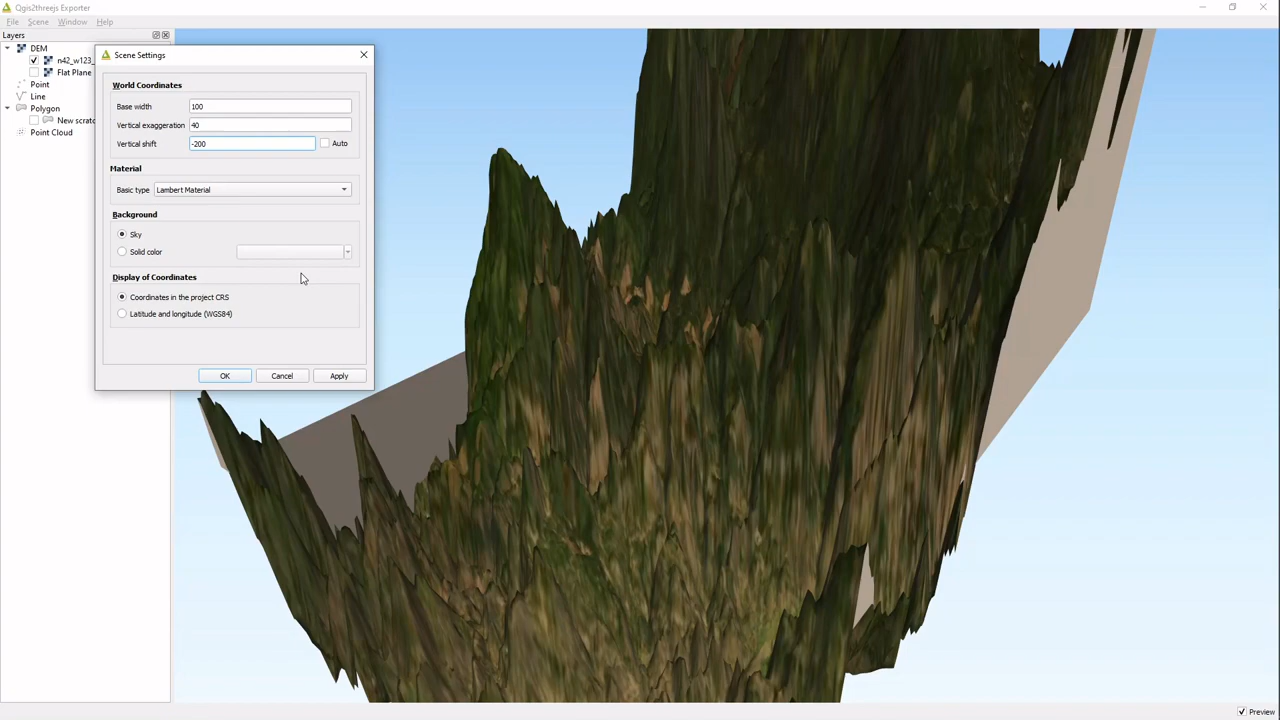 Qgis2threejs Exporter
File Scene Window Help
Layers
DEM
n42_w123_
Flat Plane
Point
Line
Polygon
New scratc
Point Cloud
Scene Settings
World Coordinates
Base width 100
Vertical exaggeration 40
Vertical shift -200 Auto
Material
Basic type Lambert Material
Background
Sky
Solid color
Display of Coordinates
Coordinates in the project CRS
Latitude and longitude (WGS84)
OK Cancel Apply
Preview